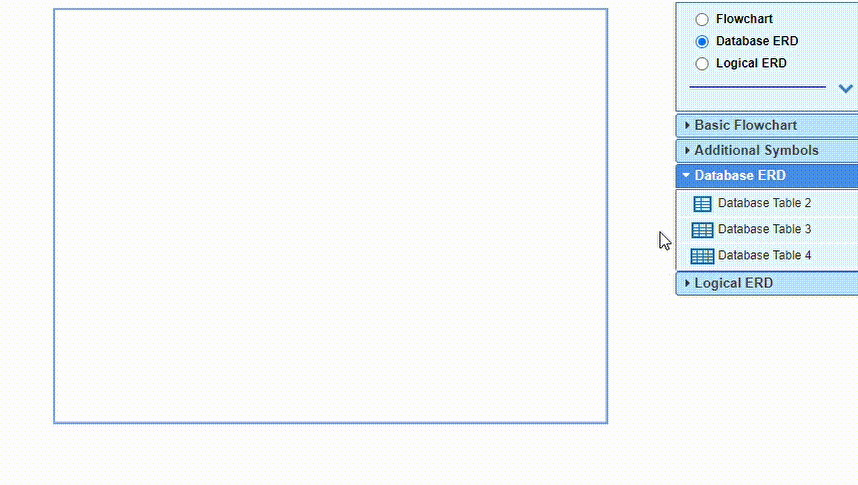 Flowchart
Database ERD
Logical ERD
Basic Flowchart
Additional Symbols
Database ERD
Database Table 2
Database Table 3
Database Table 4
Logical ERD